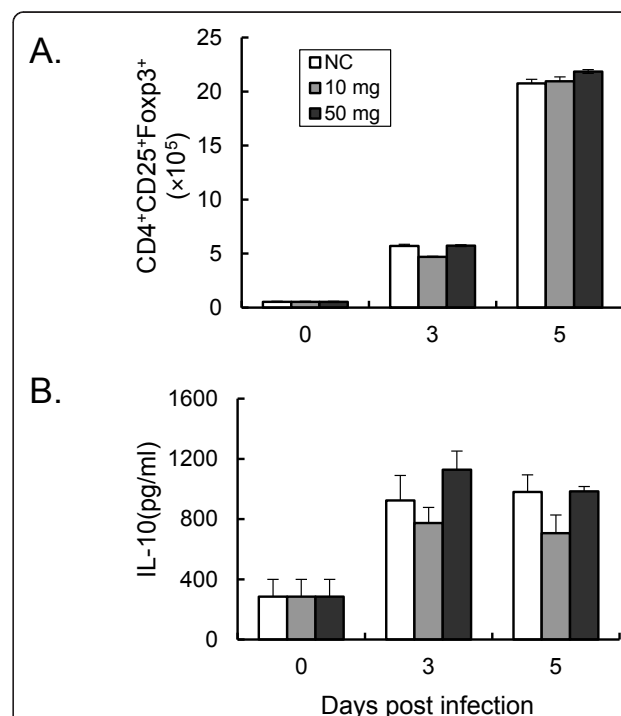 A.
CD4⁺CD25⁺Foxp3⁺
(×10⁵)
25
20
15
10
5
0
NC
10 mg
50 mg
0 3 5
B.
IL-10(pg/ml)
1600
1200
800
400
0
0 3 5
Days post infection